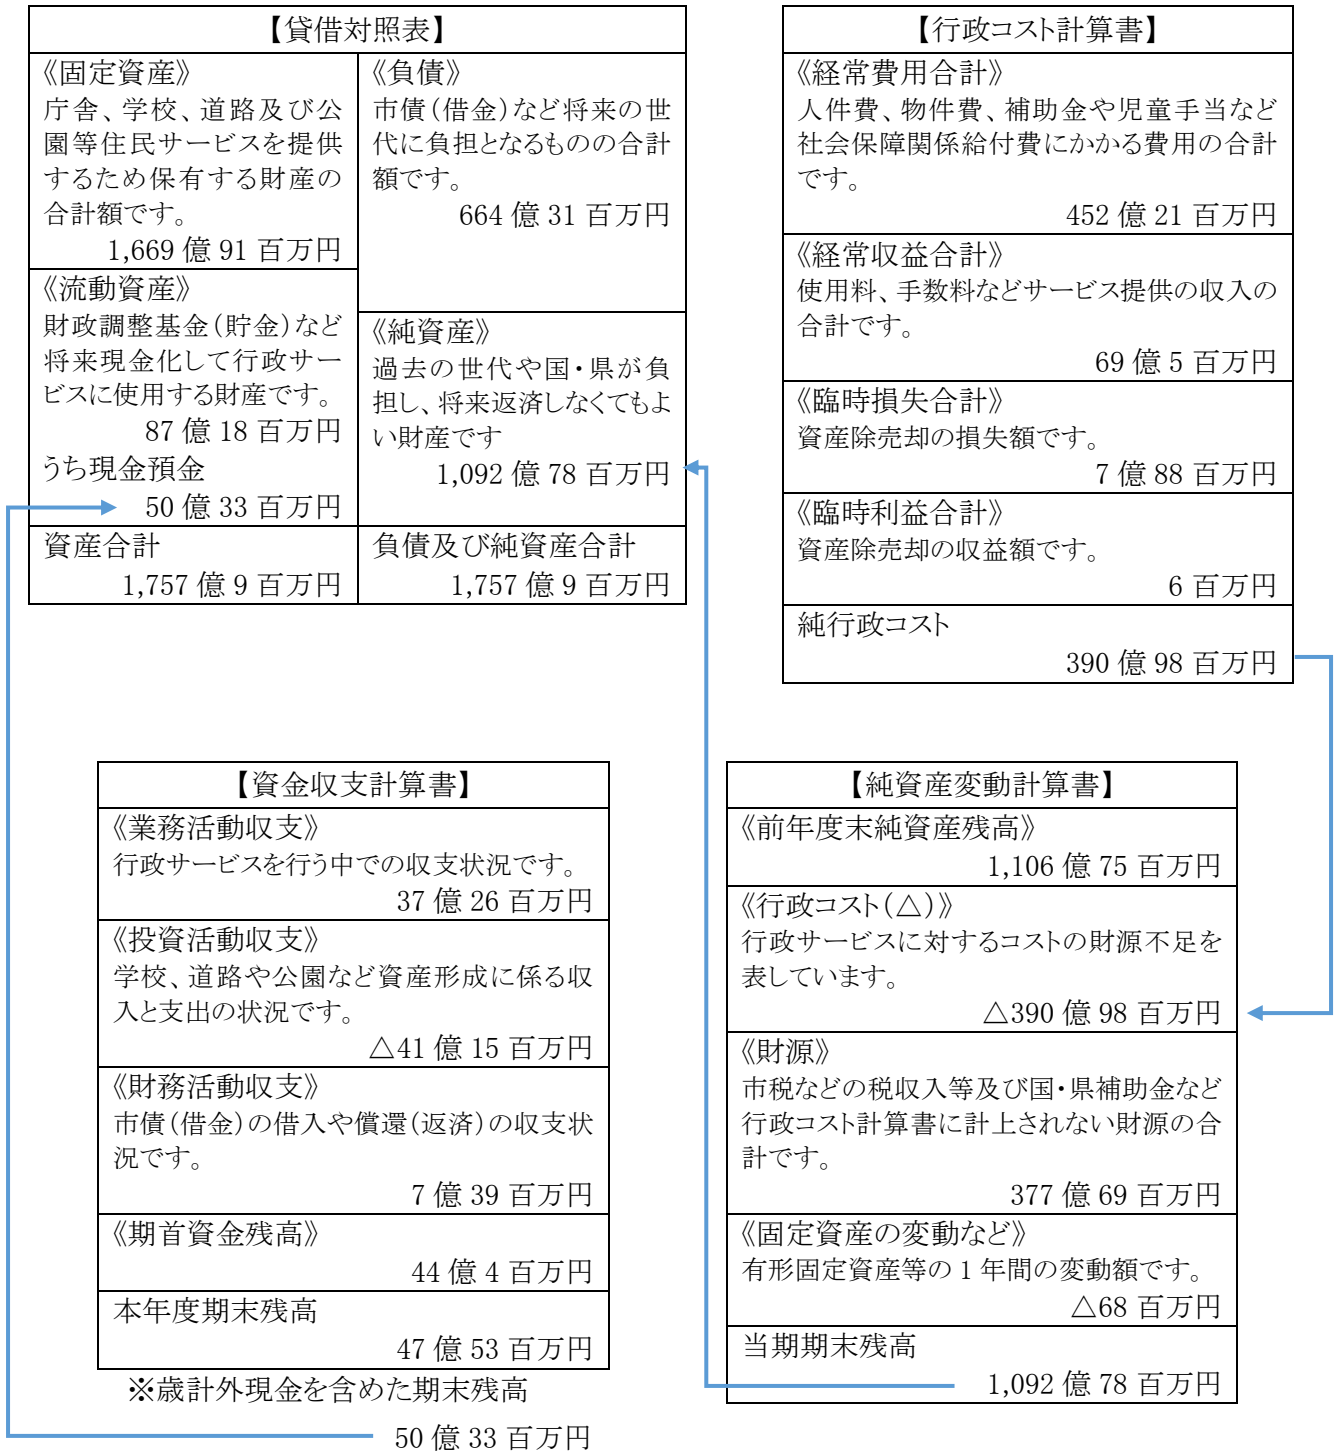 【貸借対照表】
《固定資産》
庁舎、学校、道路及び公
園等住民サービスを提供
するため保有する財産の
合計額です。
1,669 億 91 百万円
《流動資産》
財政調整基金（貯金）など
将来現金化して行政サー
ビスに使用する財産です。
87 億 18 百万円
うち現金預金
50 億 33 百万円
資産合計
1,757 億 9 百万円
《負債》
市債（借金）など将来の世
代に負担となるものの合計
額です。
664 億 31 百万円
《純資産》
過去の世代や国・県が負
担し、将来返済しなくてもよ
い財産です
1,092 億 78 百万円
負債及び純資産合計
1,757 億 9 百万円
【行政コスト計算書】
《経常費用合計》
人件費、物件費、補助金や児童手当など
社会保障関係給付費にかかる費用の合計
です。
452 億 21 百万円
《経常収益合計》
使用料、手数料などサービス提供の収入の
合計です。
69 億 5 百万円
《臨時損失合計》
資産除売却の損失額です。
7 億 88 百万円
《臨時利益合計》
資産除売却の収益額です。
6 百万円
純行政コスト
390 億 98 百万円
【資金収支計算書】
《業務活動収支》
行政サービスを行う中での収支状況です。
37 億 26 百万円
《投資活動収支》
学校、道路や公園など資産形成に係る収
入と支出の状況です。
△41 億 15 百万円
《財務活動収支》
市債（借金）の借入や償還（返済）の収支状
況です。
7 億 39 百万円
《期首資金残高》
44 億 4 百万円
本年度期末残高
47 億 53 百万円
※歳計外現金を含めた期末残高
50 億 33 百万円
【純資産変動計算書】
《前年度末純資産残高》
1,106 億 75 百万円
《行政コスト（△）》
行政サービスに対するコストの財源不足を
表しています。
△390 億 98 百万円
《財源》
市税などの税収入等及び国・県補助金など
行政コスト計算書に計上されない財源の合
計です。
377 億 69 百万円
《固定資産の変動など》
有形固定資産等の 1 年間の変動額です。
△68 百万円
当期期末残高
1,092 億 78 百万円